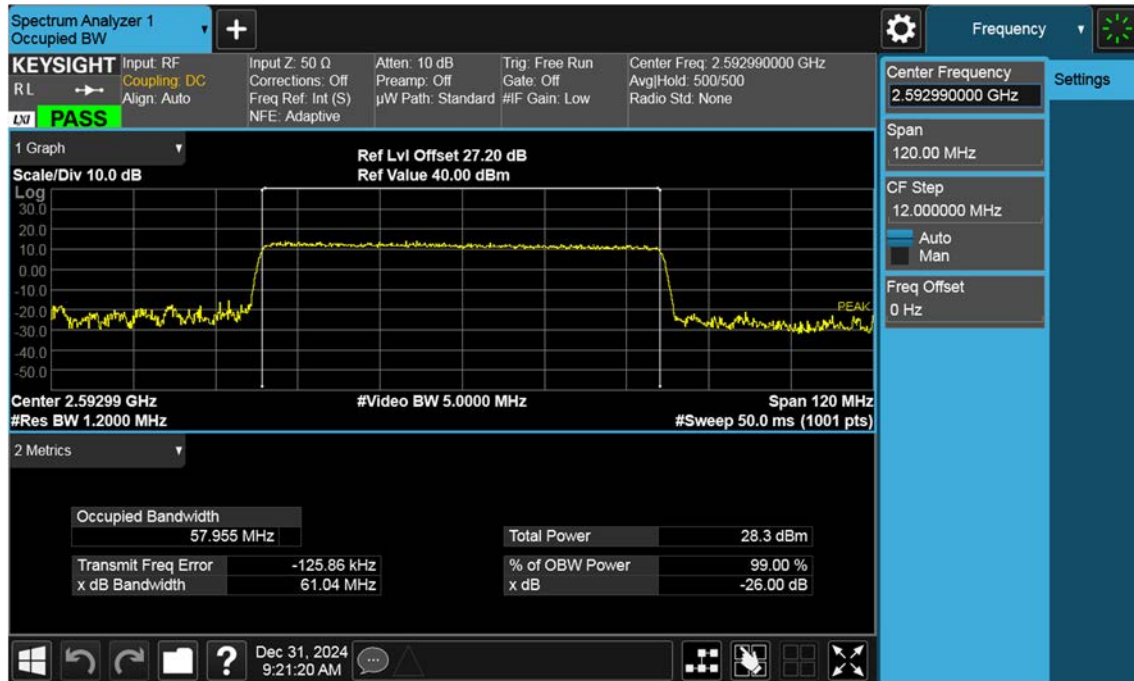 Spectrum Analyzer 1
Occupied BW
+
Frequency
KEYSIGHT
R L
LXI PASS
Input: RF
Coupling: DC
Align: Auto
Input Z: 50 Ω
Corrections: Off
Freq Ref: Int (S)
NFE: Adaptive
Atten: 10 dB
Preamp: Off
µW Path: Standard
Trig: Free Run
Gate: Off
#IF Gain: Low
Center Freq: 2.592990000 GHz
Avg|Hold: 500/500
Radio Std: None
Center Frequency
2.592990000 GHz
Settings
Span
120.00 MHz
CF Step
12.000000 MHz
Auto
Man
Freq Offset
0 Hz
1 Graph
Scale/Div 10.0 dB
Ref Lvl Offset 27.20 dB
Ref Value 40.00 dBm
Log
30.0
20.0
10.0
0.00
-10.0
-20.0
-30.0
-40.0
-50.0
PEAK
Center 2.59299 GHz
#Video BW 5.0000 MHz
Span 120 MHz
#Res BW 1.2000 MHz
#Sweep 50.0 ms (1001 pts)
2 Metrics
Occupied Bandwidth
57.955 MHz
Total Power 28.3 dBm
Transmit Freq Error -125.86 kHz
% of OBW Power 99.00 %
x dB Bandwidth 61.04 MHz
x dB -26.00 dB
?
Dec 31, 2024
9:21:20 AM